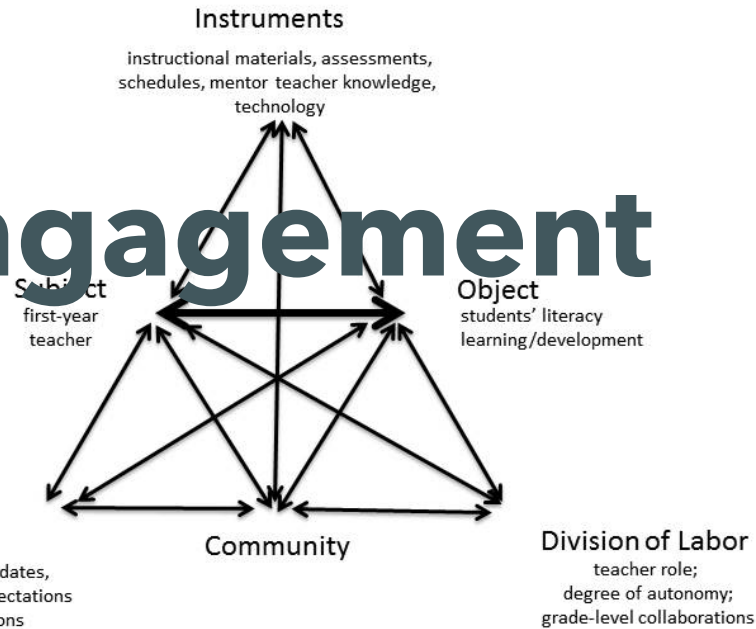 Instruments
instructional materials, assessments,
schedules, mentor teacher knowledge,
technology
ngagement
Subject
first-year
teacher
Object
students' literacy
learning/development
Community
Division of Labor
teacher role;
degree of autonomy;
grade-level collaborations
dates,
ectations
ons